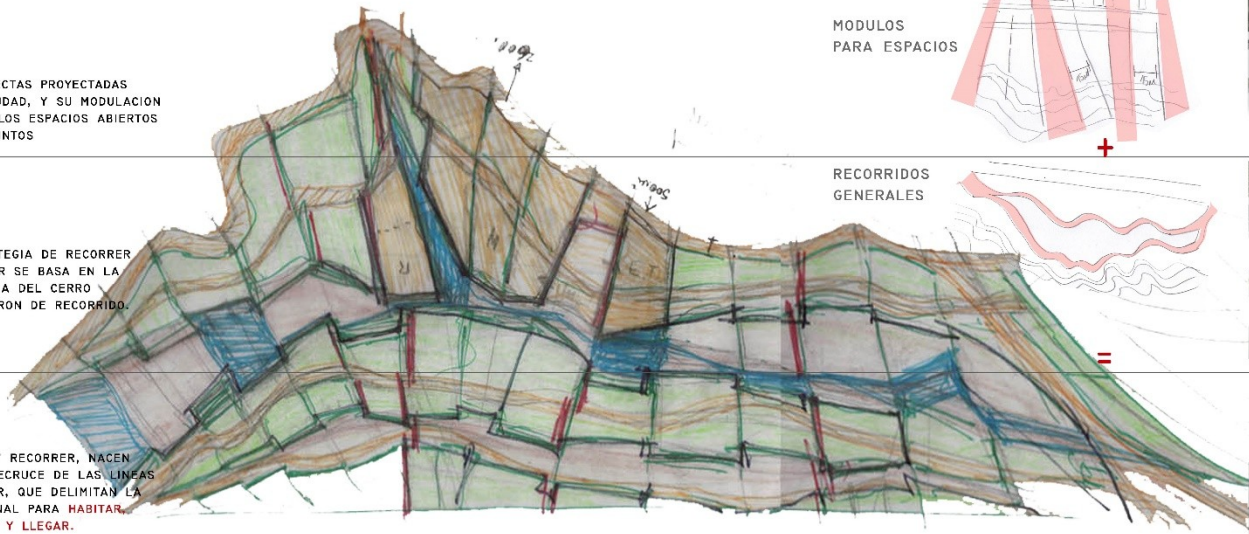 CTAS PROYECTADAS
UDAD, Y SU MODULACION
LOS ESPACIOS ABIERTOS
NTOS
TEGIA DE RECORRER
R SE BASA EN LA
A DEL CERRO
RON DE RECORRIDO.
RECORRER, NACEN
ECRUCE DE LAS LINEAS
R, QUE DELIMITAN LA
NAL PARA HABITAR,
Y LLEGAR.
MODULOS
PARA ESPACIOS
+
RECORRIDOS
GENERALES
=